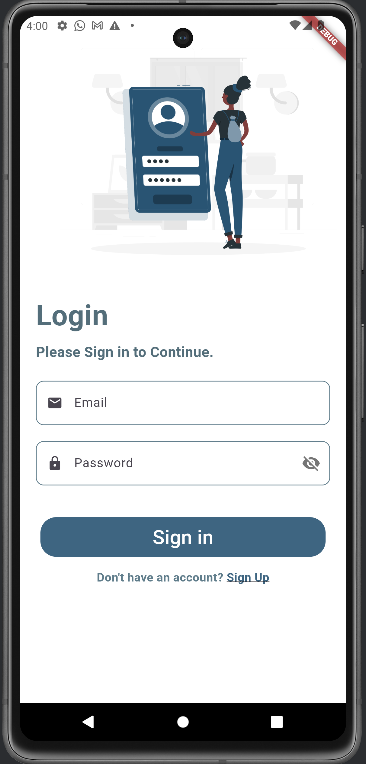 4:00
DEBUG
Login
Please Sign in to Continue.
Email
Password
Sign in
Don't have an account? Sign Up